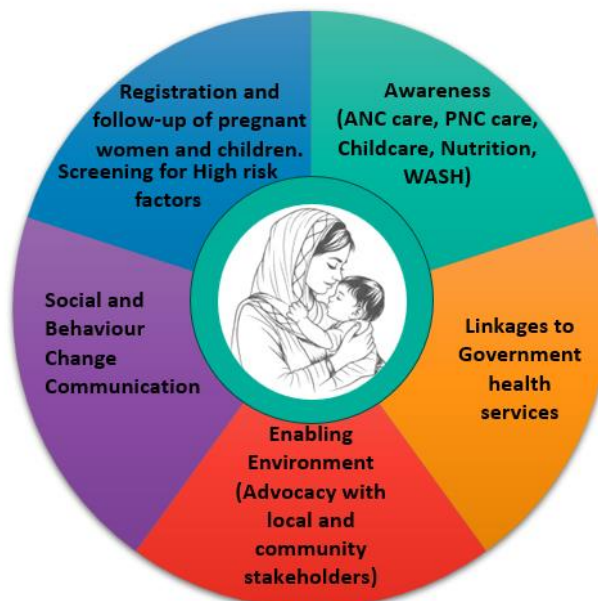 Registration and
follow-up of pregnant
women and children.
Screening for High risk
factors
Awareness
(ANC care, PNC care,
Childcare, Nutrition,
WASH)
Linkages to
Government
health
services
Enabling
Environment
(Advocacy with
local and
community
stakeholders)
Social and
Behaviour
Change
Communication